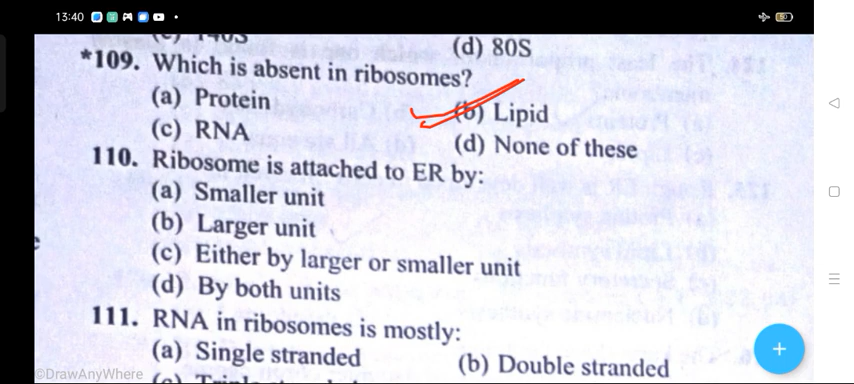 13:40
(c) 140S
(d) 80S
*109. Which is absent in ribosomes?
(a) Protein
(b) Lipid
(c) RNA
(d) None of these
110. Ribosome is attached to ER by:
(a) Smaller unit
(b) Larger unit
(c) Either by larger or smaller unit
(d) By both units
111. RNA in ribosomes is mostly:
(a) Single stranded
(b) Double stranded
©DrawAnyWhere